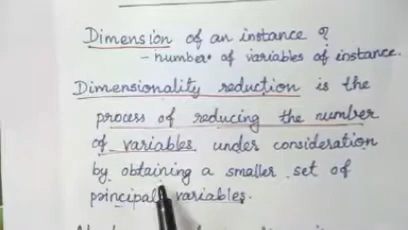 Dimension of an instance ?
- number of variables of instance.
Dimensionality reduction is the
process of reducing the number
of variables under consideration
by obtaining a smaller set of
principal variables.